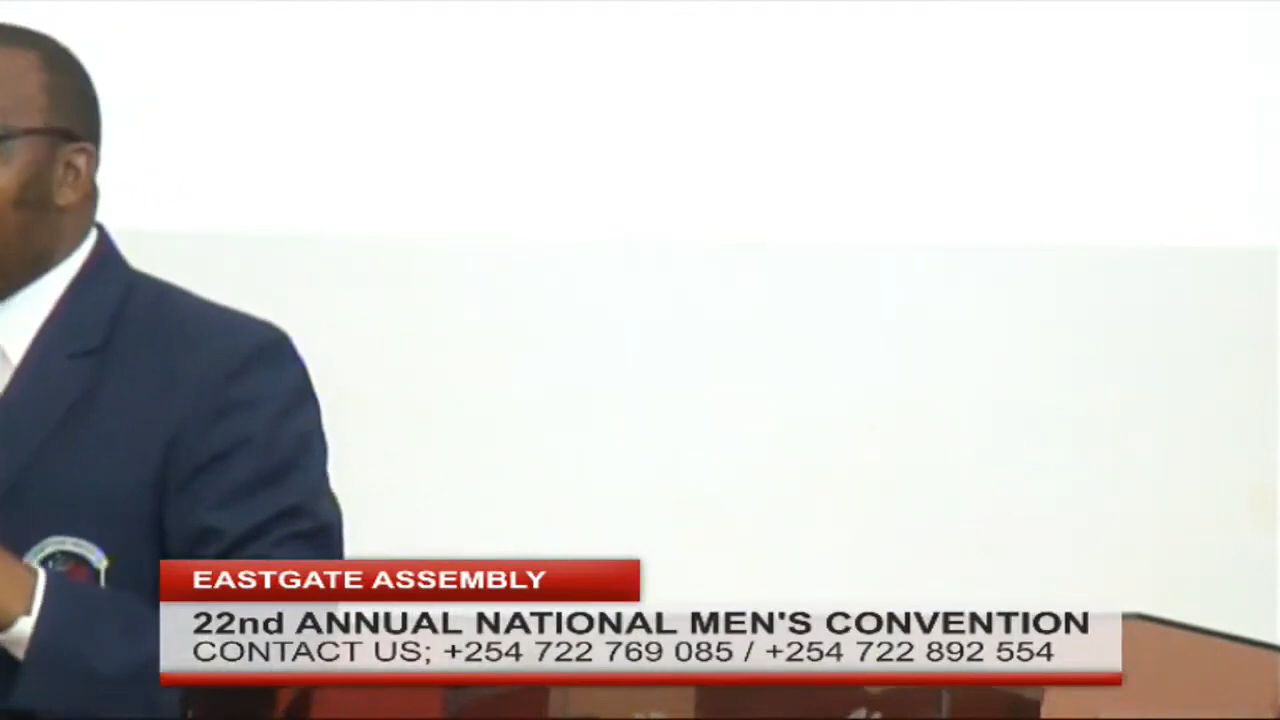 EASTGATE ASSEMBLY
22nd ANNUAL NATIONAL MEN'S CONVENTION
CONTACT US; +254 722 769 085 / +254 722 892 554